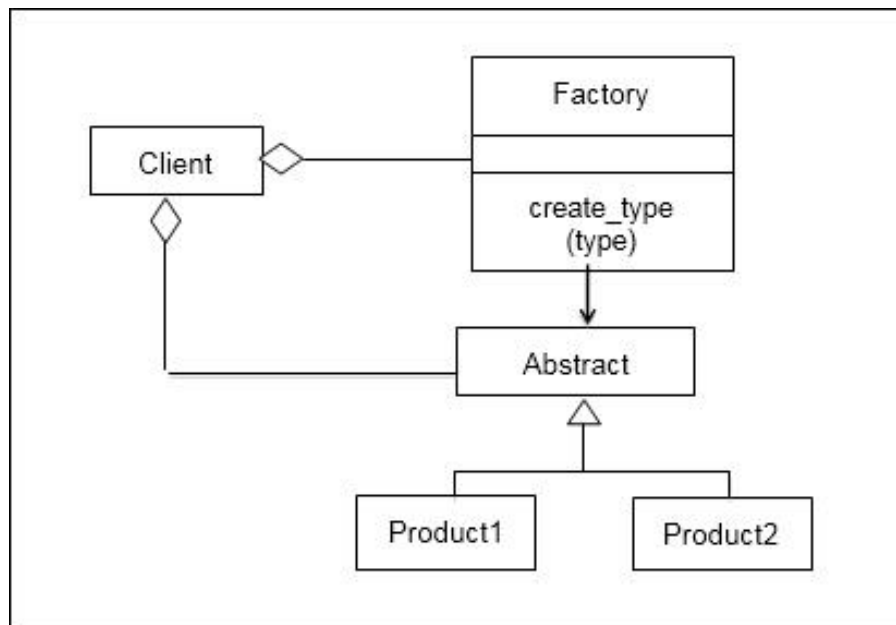 Factory
Client
create_type
(type)
Abstract
Product1
Product2